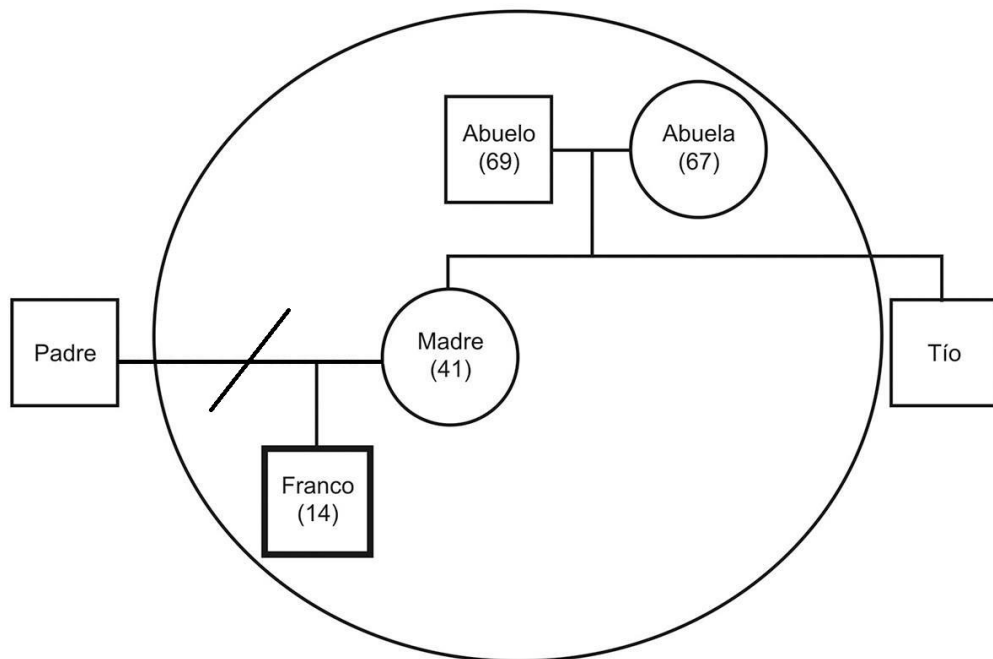 Abuelo
(69)
Abuela
(67)
Padre
Madre
(41)
Tío
Franco
(14)